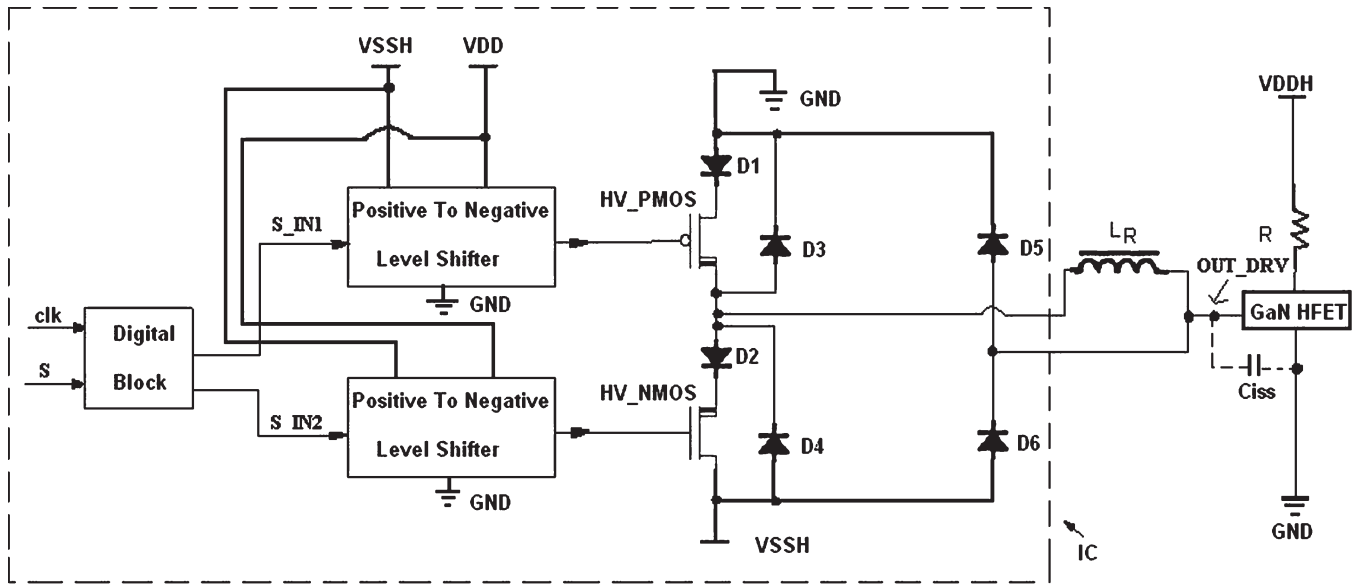 VSSH
VDD
GND
VDDH
D1
HV_PMOS
Positive To Negative
Level Shifter
S_IN1
D3
D5
LR
R
OUT_DRV
GaN HFET
GND
clk
Digital
Block
S
D2
HV_NMOS
Ciss
Positive To Negative
Level Shifter
S_IN2
D4
D6
GND
VSSH
IC
GND